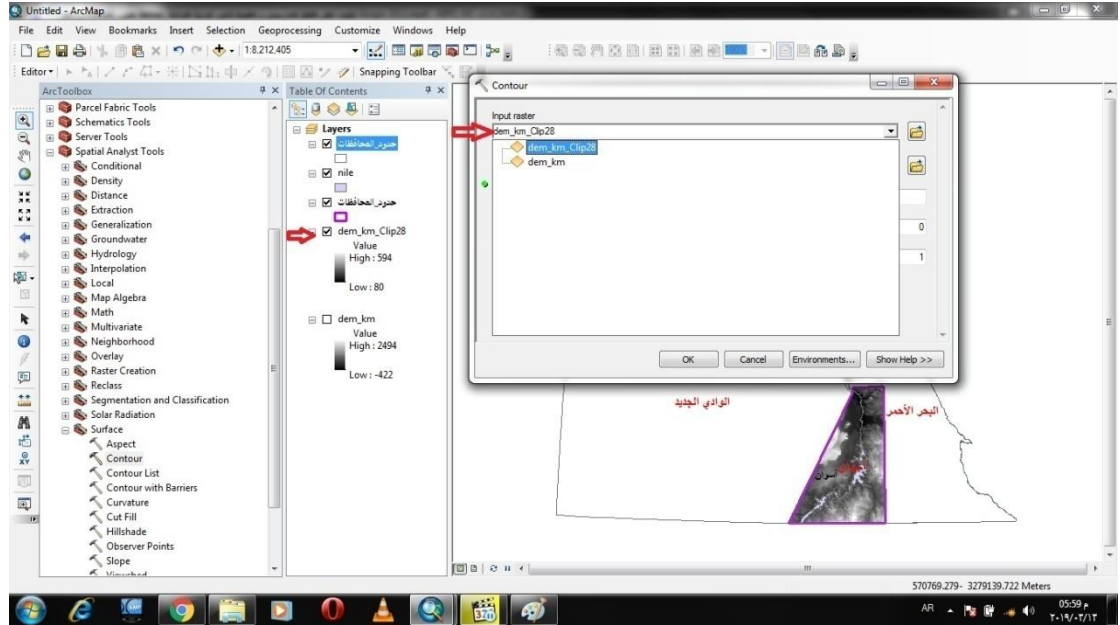 Untitled - ArcMap
File Edit View Bookmarks Insert Selection Geoprocessing Customize Windows Help
1:8,212,405
Editor
Snapping Toolbar
ArcToolbox
Parcel Fabric Tools
Schematics Tools
Server Tools
Spatial Analyst Tools
Conditional
Density
Distance
Extraction
Generalization
Groundwater
Hydrology
Interpolation
Local
Map Algebra
Math
Multivariate
Neighborhood
Overlay
Raster Creation
Reclass
Segmentation and Classification
Solar Radiation
Surface
Aspect
Contour
Contour List
Contour with Barriers
Curvature
Cut Fill
Hillshade
Observer Points
Slope
Viewshed
Table Of Contents
Layers
حدود_المحافظات
nile
حدود_المحافظات
dem_km_Clip28
Value
High : 594
Low : 80
dem_km
Value
High : 2494
Low : -422
Contour
Input raster
dem_km_Clip28
dem_km_Clip28
dem_km
0
1
OK Cancel Environments... Show Help >>
الوادي الجديد
البحر الأحمر
أسوان
أسوان
570769.279- 3279139.722 Meters
AR
05:59 م
٢٠١٩/٠٣/١٣